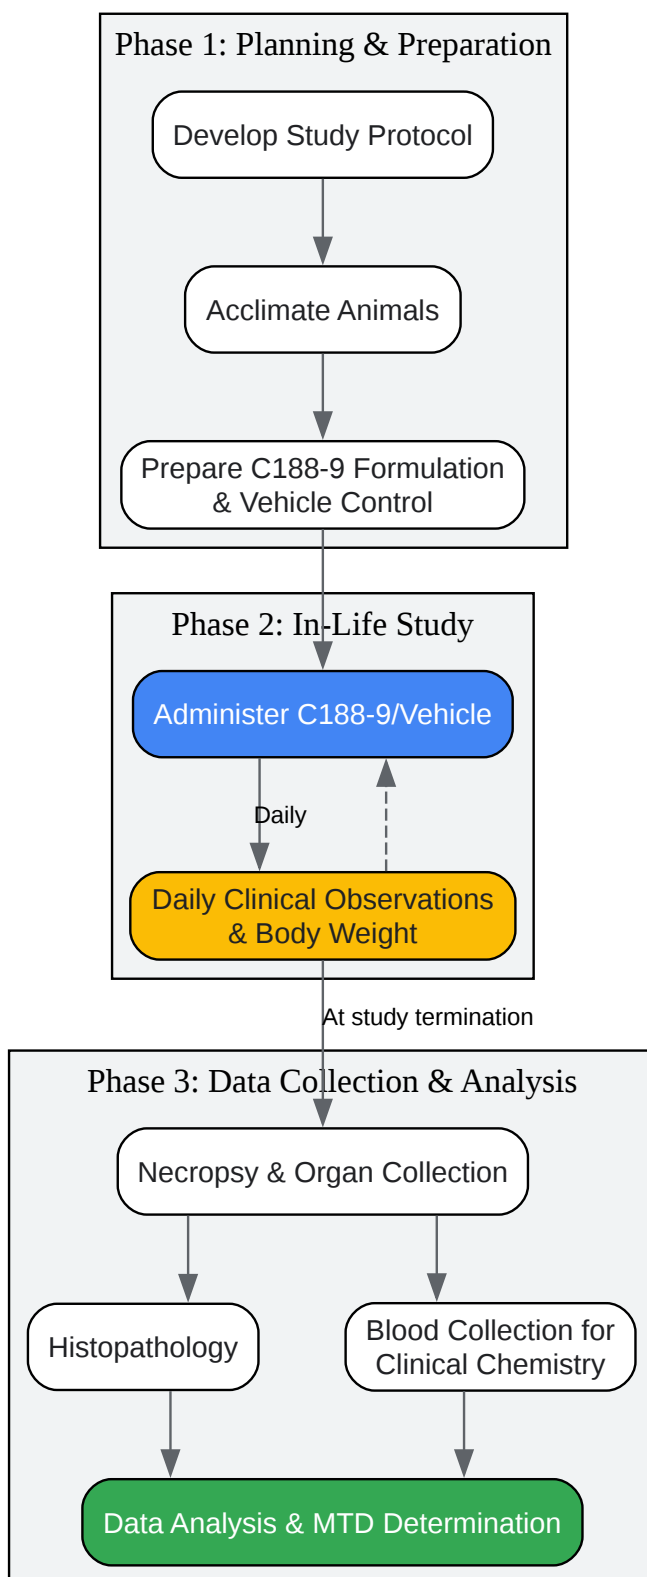 Phase 1: Planning & Preparation
Develop Study Protocol
Acclimate Animals
Prepare C188-9 Formulation
& Vehicle Control
Phase 2: In-Life Study
Administer C188-9/Vehicle
Daily
Daily Clinical Observations
& Body Weight
At study termination
Phase 3: Data Collection & Analysis
Necropsy & Organ Collection
Histopathology
Blood Collection for
Clinical Chemistry
Data Analysis & MTD Determination